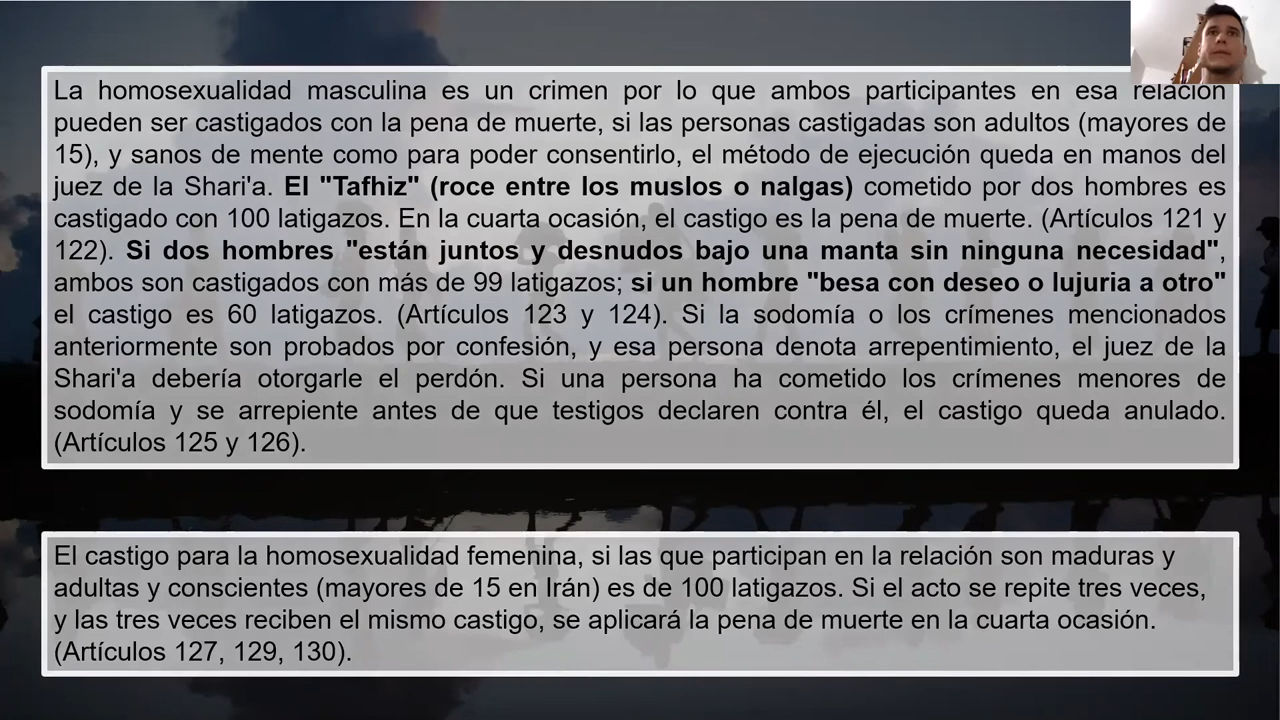 La homosexualidad masculina es un crimen por lo que ambos participantes en esa relación
pueden ser castigados con la pena de muerte, si las personas castigadas son adultos (mayores de
15), y sanos de mente como para poder consentirlo, el método de ejecución queda en manos del
juez de la Shari'a. El "Tafhiz" (roce entre los muslos o nalgas) cometido por dos hombres es
castigado con 100 latigazos. En la cuarta ocasión, el castigo es la pena de muerte. (Artículos 121 y
122). Si dos hombres "están juntos y desnudos bajo una manta sin ninguna necesidad",
ambos son castigados con más de 99 latigazos; si un hombre "besa con deseo o lujuria a otro"
el castigo es 60 latigazos. (Artículos 123 y 124). Si la sodomía o los crímenes mencionados
anteriormente son probados por confesión, y esa persona denota arrepentimiento, el juez de la
Shari'a debería otorgarle el perdón. Si una persona ha cometido los crímenes menores de
sodomía y se arrepiente antes de que testigos declaren contra él, el castigo queda anulado.
(Artículos 125 y 126).
El castigo para la homosexualidad femenina, si las que participan en la relación son maduras y
adultas y conscientes (mayores de 15 en Irán) es de 100 latigazos. Si el acto se repite tres veces,
y las tres veces reciben el mismo castigo, se aplicará la pena de muerte en la cuarta ocasión.
(Artículos 127, 129, 130).